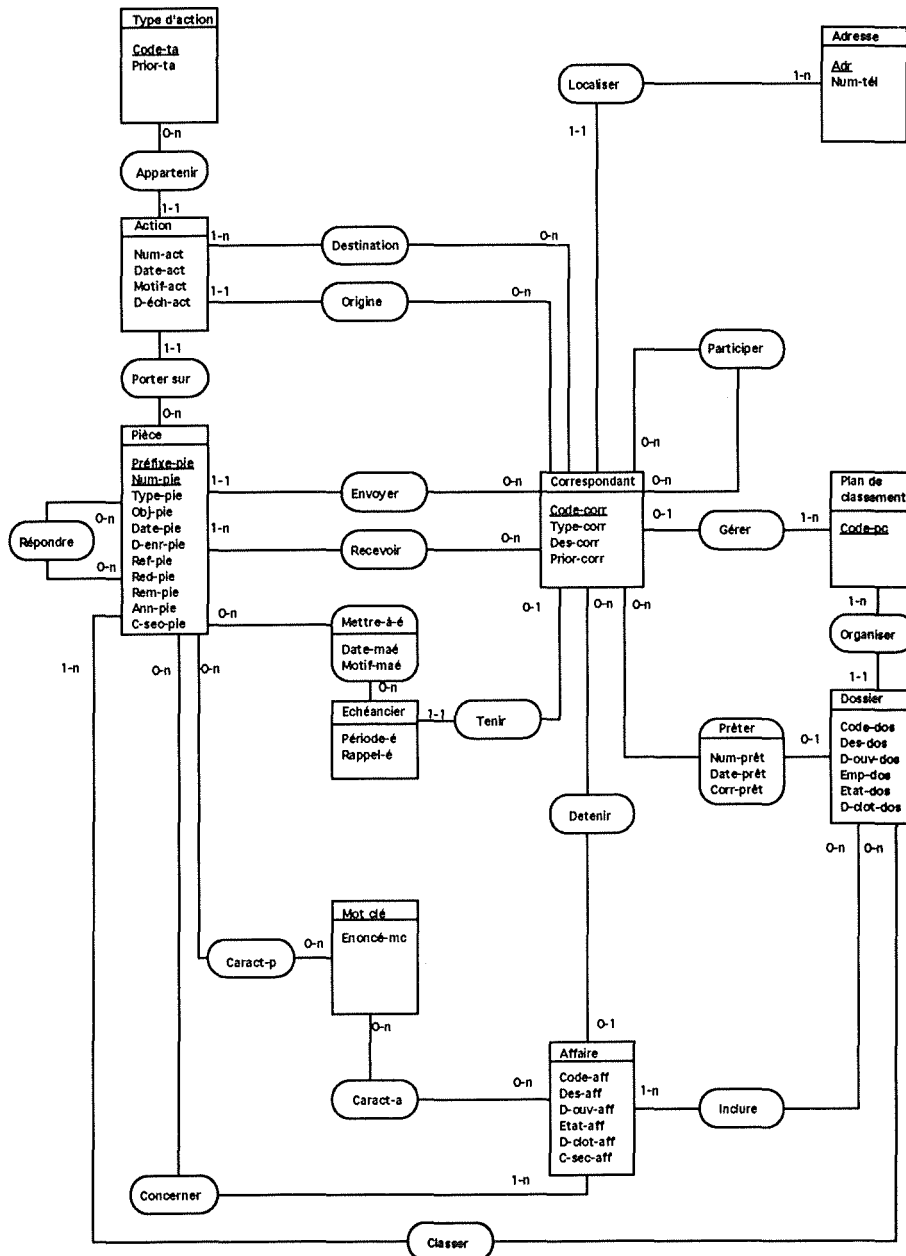 Type d'action
Code-ta
Prior-ta
Adresse
Adr
Num-tél
Localiser
1-n
1-1
0-n
Appartenir
1-1
Action
Num-act
Date-act
Motif-act
D-éch-act
1-n
Destination
0-n
1-1
Origine
0-n
1-1
Porter sur
0-n
Participer
0-n
0-n
Pièce
Préfixe-pie
Num-pie
Type-pie
Obj-pie
Date-pie
D-enr-pie
Ref-pie
Red-pie
Rem-pie
Ann-pie
C-sec-pie
0-n
Répondre
0-n
1-1
Envoyer
0-n
1-n
Recevoir
0-n
Correspondant
Code-corr
Type-corr
Des-corr
Prior-corr
0-1
Gérer
1-n
Plan de
classement
Code-pc
1-n
Organiser
1-1
0-n
Mettre-à-é
Date-maé
Motif-maé
0-n
Echéancier
Période-é
Rappel-é
1-1
Tenir
0-1
0-n
0-n
Prêter
Num-prêt
Date-prêt
Corr-prêt
0-1
Dossier
Code-dos
Des-dos
D-ouv-dos
Emp-dos
Etat-dos
D-clot-dos
1-n
0-n
0-n
Detenir
0-n
0-n
Mot clé
Enoncé-mc
Caract-p
0-n
0-n
Caract-a
0-n
0-1
Affaire
Code-aff
Des-aff
D-ouv-aff
Etat-aff
D-clot-aff
C-sec-aff
1-n
Inclure
Concerner
1-n
Classer